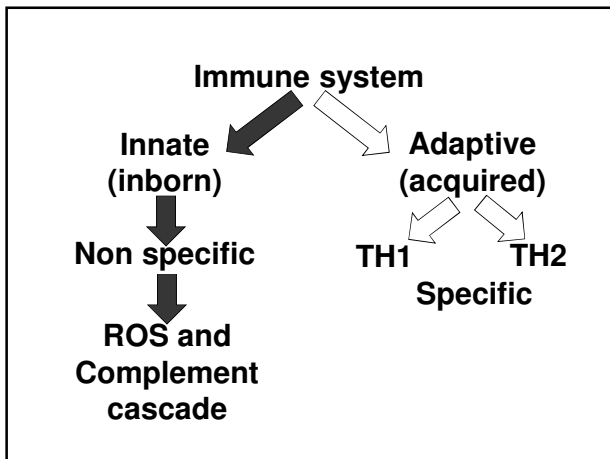 Immune system
Innate
(inborn)
Adaptive
(acquired)
Non specific
TH1
TH2
Specific
ROS and
Complement
cascade